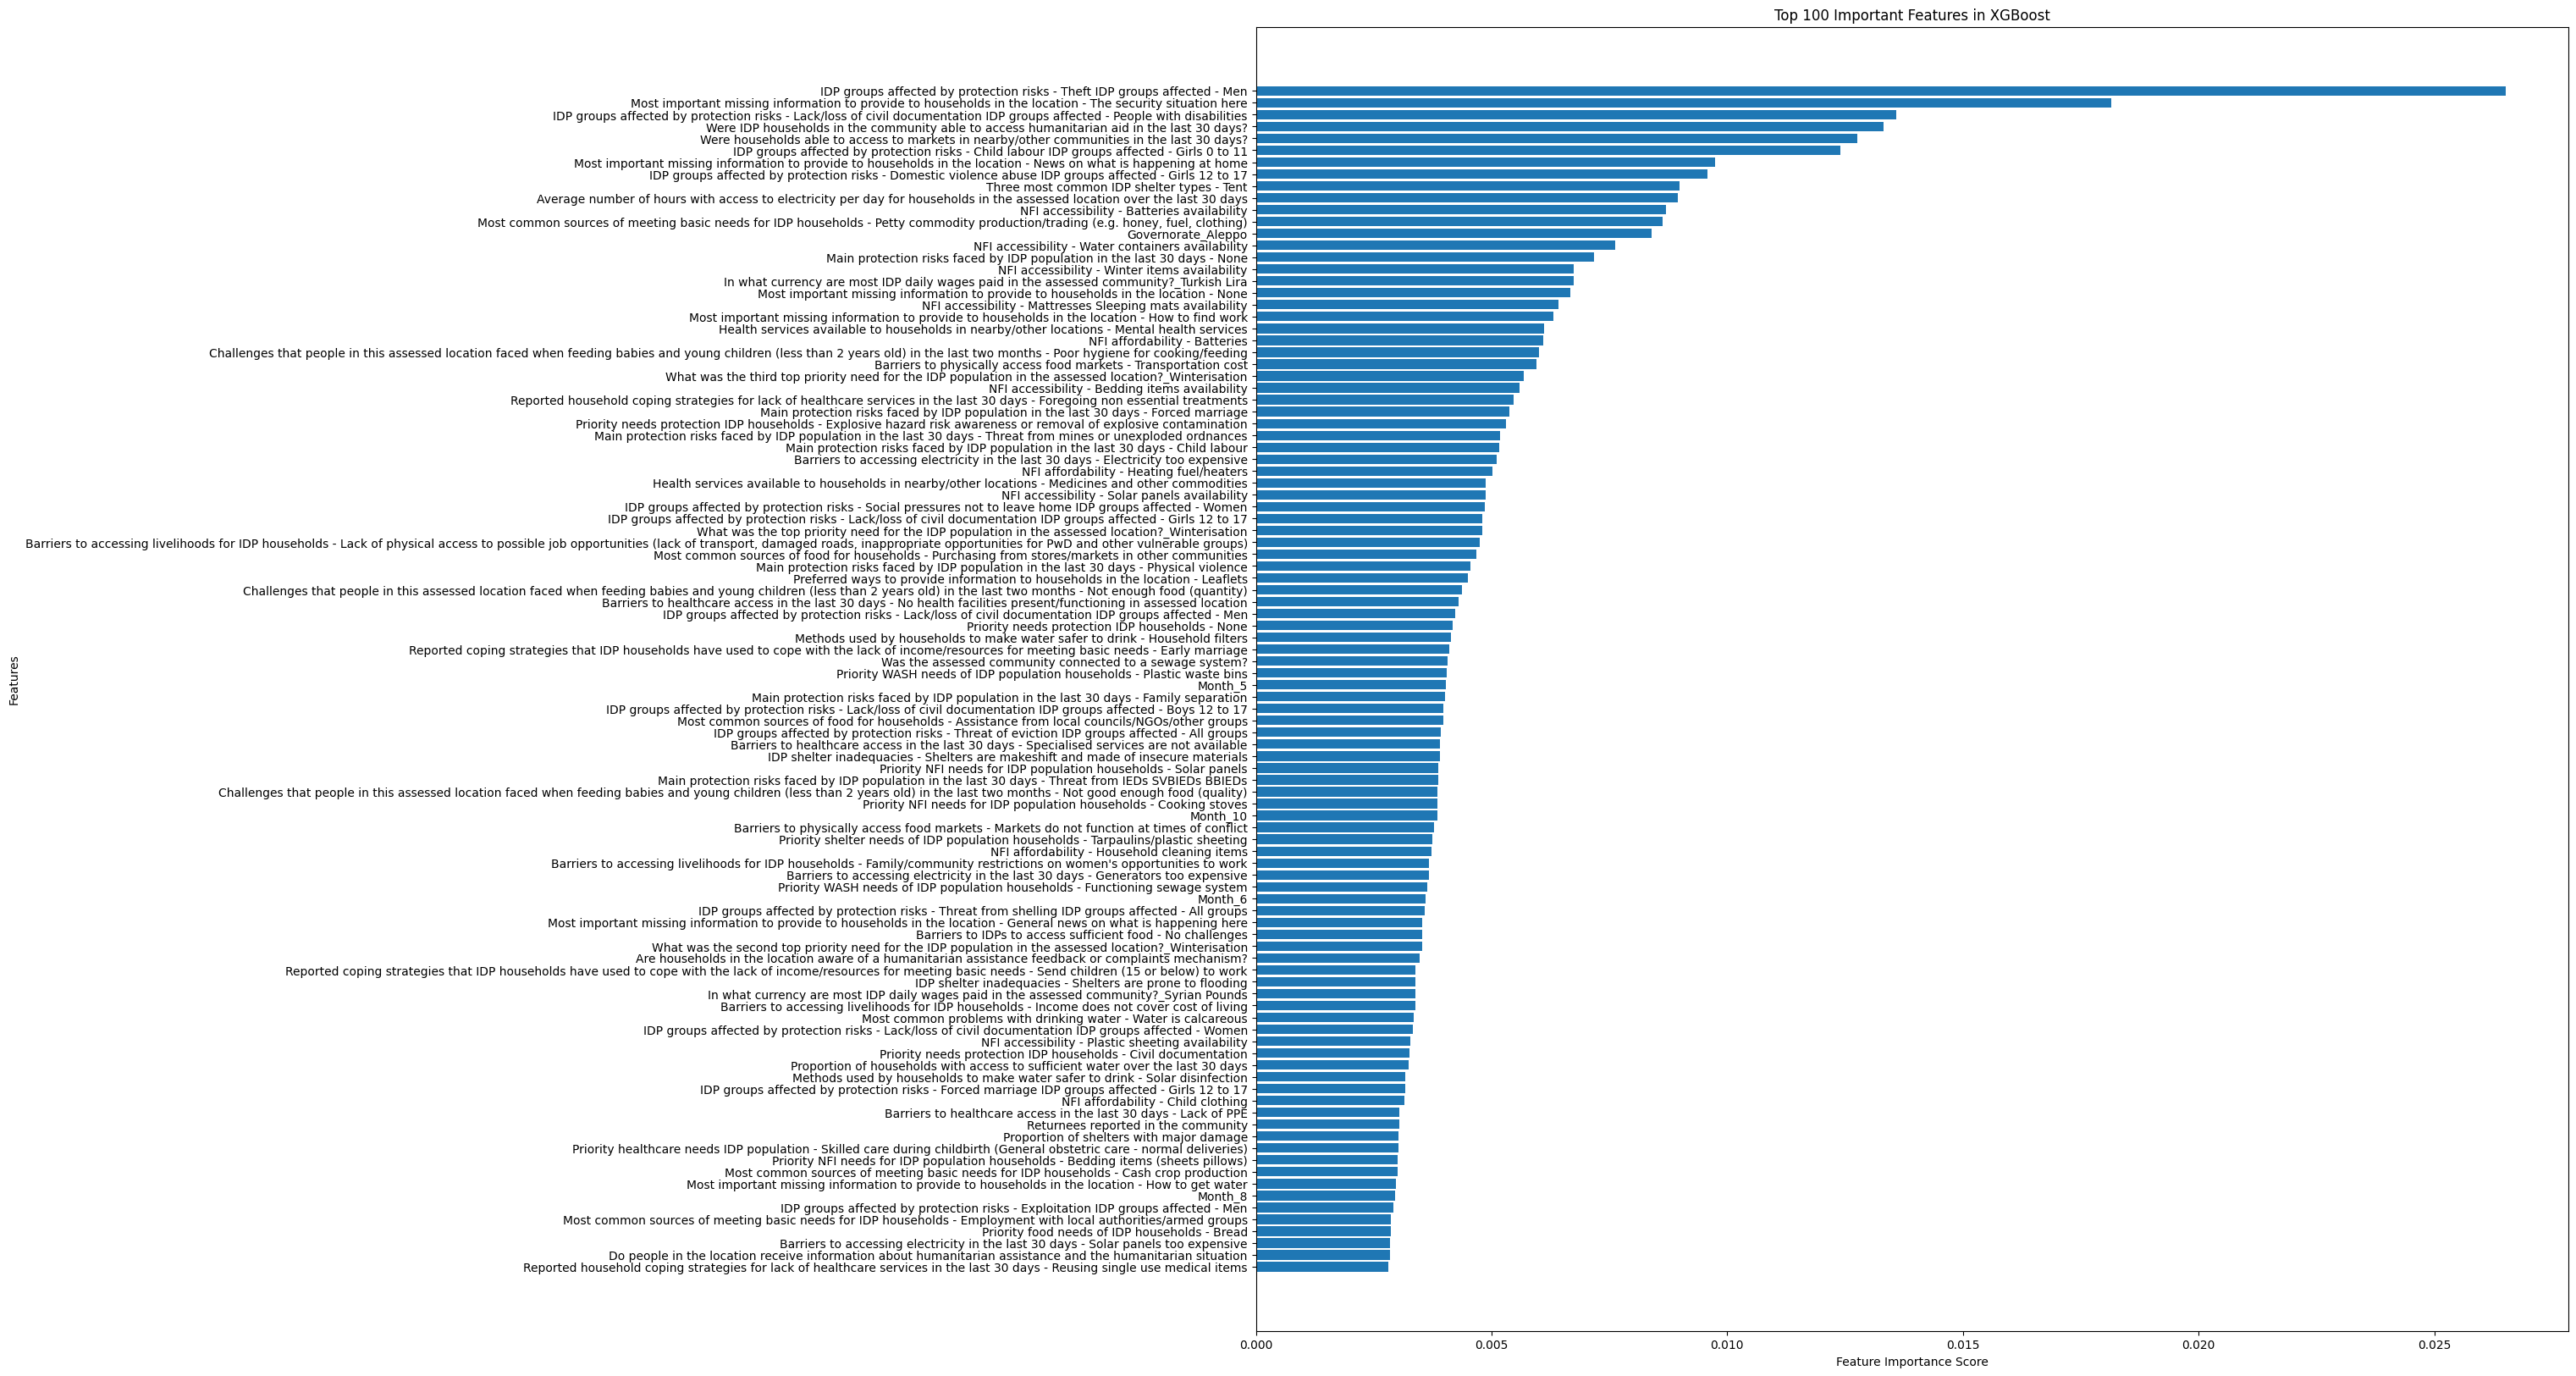 Top 100 Important Features in XGBoost
IDP groups affected by protection risks - Theft IDP groups affected - Men
Most important missing information to provide to households in the location - The security situation here
IDP groups affected by protection risks - Lack/loss of civil documentation IDP groups affected - People with disabilities
Were IDP households in the community able to access humanitarian aid in the last 30 days?
Were households able to access to markets in nearby/other communities in the last 30 days?
IDP groups affected by protection risks - Child labour IDP groups affected - Girls 0 to 11
Most important missing information to provide to households in the location - News on what is happening at home
IDP groups affected by protection risks - Domestic violence abuse IDP groups affected - Girls 12 to 17
Three most common IDP shelter types - Tent
Average number of hours with access to electricity per day for households in the assessed location over the last 30 days
NFI accessibility - Batteries availability
Most common sources of meeting basic needs for IDP households - Petty commodity production/trading (e.g. honey, fuel, clothing)
Governorate_Aleppo
NFI accessibility - Water containers availability
Main protection risks faced by IDP population in the last 30 days - None
NFI accessibility - Winter items availability
In what currency are most IDP daily wages paid in the assessed community?_Turkish Lira
Most important missing information to provide to households in the location - None
NFI accessibility - Mattresses Sleeping mats availability
Most important missing information to provide to households in the location - How to find work
Health services available to households in nearby/other locations - Mental health services
NFI affordability - Batteries
Challenges that people in this assessed location faced when feeding babies and young children (less than 2 years old) in the last two months - Poor hygiene for cooking/feeding
Barriers to physically access food markets - Transportation cost
What was the third top priority need for the IDP population in the assessed location?_Winterisation
NFI accessibility - Bedding items availability
Reported household coping strategies for lack of healthcare services in the last 30 days - Foregoing non essential treatments
Main protection risks faced by IDP population in the last 30 days - Forced marriage
Priority needs protection IDP households - Explosive hazard risk awareness or removal of explosive contamination
Main protection risks faced by IDP population in the last 30 days - Threat from mines or unexploded ordnances
Main protection risks faced by IDP population in the last 30 days - Child labour
Barriers to accessing electricity in the last 30 days - Electricity too expensive
NFI affordability - Heating fuel/heaters
Health services available to households in nearby/other locations - Medicines and other commodities
NFI accessibility - Solar panels availability
IDP groups affected by protection risks - Social pressures not to leave home IDP groups affected - Women
IDP groups affected by protection risks - Lack/loss of civil documentation IDP groups affected - Girls 12 to 17
What was the top priority need for the IDP population in the assessed location?_Winterisation
Barriers to accessing livelihoods for IDP households - Lack of physical access to possible job opportunities (lack of transport, damaged roads, inappropriate opportunities for PwD and other vulnerable groups)
Most common sources of food for households - Purchasing from stores/markets in other communities
Main protection risks faced by IDP population in the last 30 days - Physical violence
Preferred ways to provide information to households in the location - Leaflets
Challenges that people in this assessed location faced when feeding babies and young children (less than 2 years old) in the last two months - Not enough food (quantity)
Barriers to healthcare access in the last 30 days - No health facilities present/functioning in assessed location
IDP groups affected by protection risks - Lack/loss of civil documentation IDP groups affected - Men
Priority needs protection IDP households - None
Methods used by households to make water safer to drink - Household filters
Reported coping strategies that IDP households have used to cope with the lack of income/resources for meeting basic needs - Early marriage
Was the assessed community connected to a sewage system?
Priority WASH needs of IDP population households - Plastic waste bins
Month_5
Main protection risks faced by IDP population in the last 30 days - Family separation
IDP groups affected by protection risks - Lack/loss of civil documentation IDP groups affected - Boys 12 to 17
Most common sources of food for households - Assistance from local councils/NGOs/other groups
IDP groups affected by protection risks - Threat of eviction IDP groups affected - All groups
Barriers to healthcare access in the last 30 days - Specialised services are not available
IDP shelter inadequacies - Shelters are makeshift and made of insecure materials
Priority NFI needs for IDP population households - Solar panels
Main protection risks faced by IDP population in the last 30 days - Threat from IEDs SVBIEDs BBIEDs
Challenges that people in this assessed location faced when feeding babies and young children (less than 2 years old) in the last two months - Not good enough food (quality)
Priority NFI needs for IDP population households - Cooking stoves
Month_10
Barriers to physically access food markets - Markets do not function at times of conflict
Priority shelter needs of IDP population households - Tarpaulins/plastic sheeting
NFI affordability - Household cleaning items
Barriers to accessing livelihoods for IDP households - Family/community restrictions on women's opportunities to work
Barriers to accessing electricity in the last 30 days - Generators too expensive
Priority WASH needs of IDP population households - Functioning sewage system
Month_6
IDP groups affected by protection risks - Threat from shelling IDP groups affected - All groups
Most important missing information to provide to households in the location - General news on what is happening here
Barriers to IDPs to access sufficient food - No challenges
What was the second top priority need for the IDP population in the assessed location?_Winterisation
Are households in the location aware of a humanitarian assistance feedback or complaints mechanism?
Reported coping strategies that IDP households have used to cope with the lack of income/resources for meeting basic needs - Send children (15 or below) to work
IDP shelter inadequacies - Shelters are prone to flooding
In what currency are most IDP daily wages paid in the assessed community?_Syrian Pounds
Barriers to accessing livelihoods for IDP households - Income does not cover cost of living
Most common problems with drinking water - Water is calcareous
IDP groups affected by protection risks - Lack/loss of civil documentation IDP groups affected - Women
NFI accessibility - Plastic sheeting availability
Priority needs protection IDP households - Civil documentation
Proportion of households with access to sufficient water over the last 30 days
Methods used by households to make water safer to drink - Solar disinfection
IDP groups affected by protection risks - Forced marriage IDP groups affected - Girls 12 to 17
NFI affordability - Child clothing
Barriers to healthcare access in the last 30 days - Lack of PPE
Returnees reported in the community
Proportion of shelters with major damage
Priority healthcare needs IDP population - Skilled care during childbirth (General obstetric care - normal deliveries)
Priority NFI needs for IDP population households - Bedding items (sheets pillows)
Most common sources of meeting basic needs for IDP households - Cash crop production
Most important missing information to provide to households in the location - How to get water
Month_8
IDP groups affected by protection risks - Exploitation IDP groups affected - Men
Most common sources of meeting basic needs for IDP households - Employment with local authorities/armed groups
Priority food needs of IDP households - Bread
Barriers to accessing electricity in the last 30 days - Solar panels too expensive
Do people in the location receive information about humanitarian assistance and the humanitarian situation
Reported household coping strategies for lack of healthcare services in the last 30 days - Reusing single use medical items
Features
0.000 0.005 0.010 0.015 0.020 0.025
Feature Importance Score